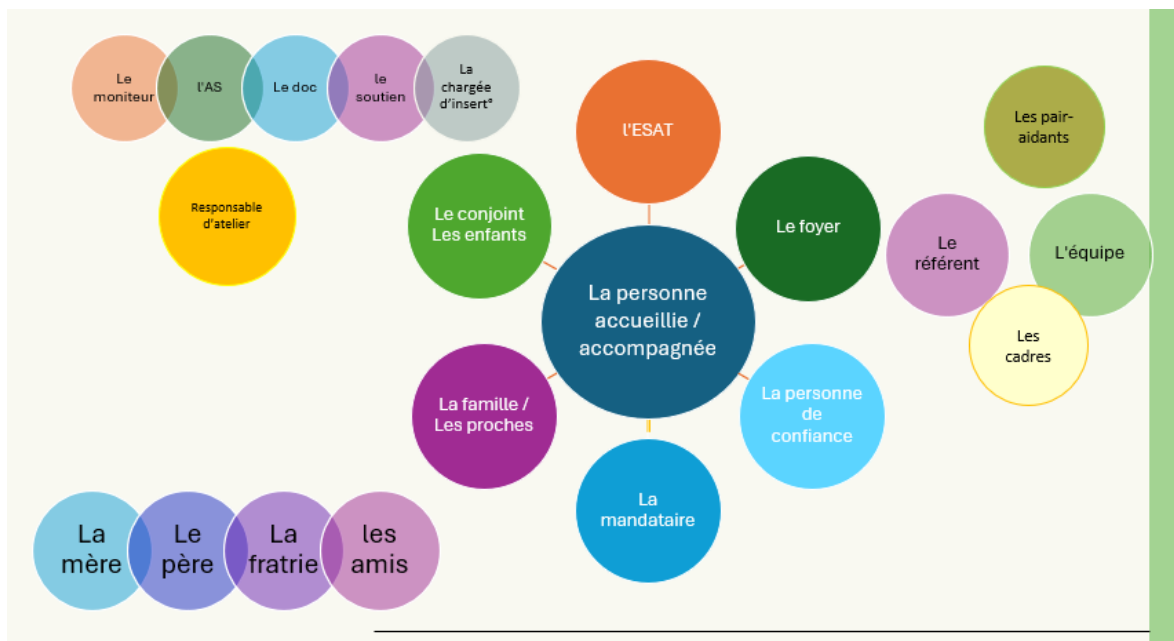 Le
moniteur
l'AS
Le doc
le
soutien
La
chargée
d'insert°
Responsable
d'atelier
l'ESAT
Le conjoint
Les enfants
Le foyer
La personne
accueillie /
accompagnée
La famille /
Les proches
La personne
de
confiance
La
mandataire
Les pair-
aidants
Le
référent
L'équipe
Les
cadres
La
mère
Le
père
La
fratrie
les
amis